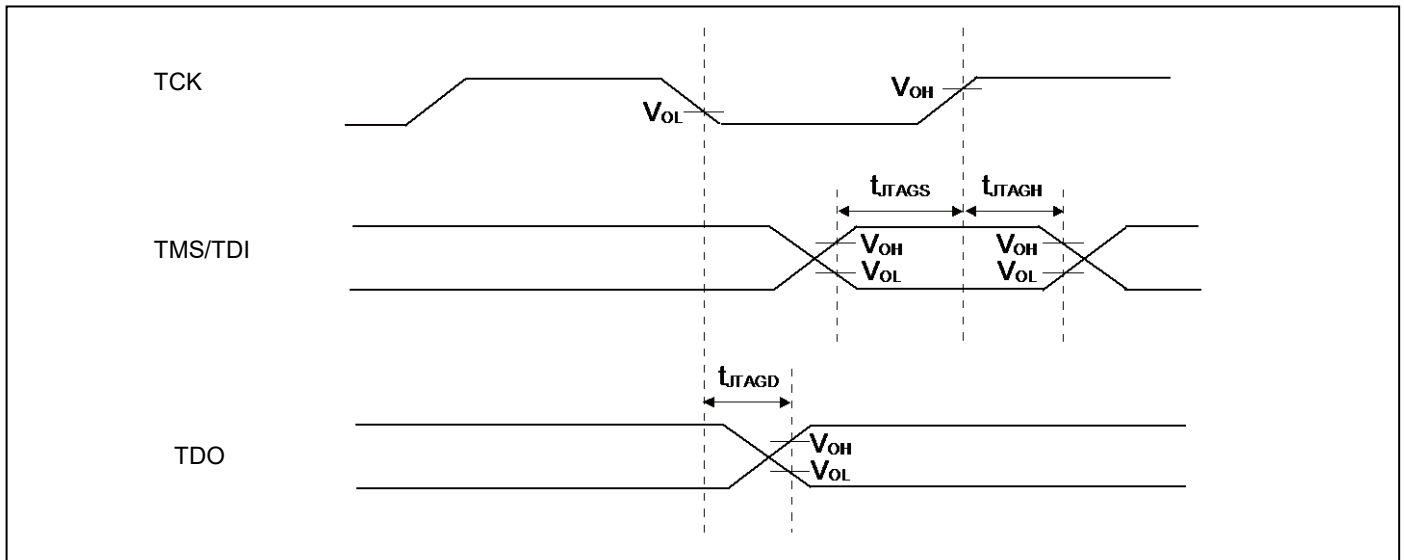 TCK
VOL
VOH
tJTAGS
tJTAGH
TMS/TDI
VOH
VOL
VOH
VOL
tJTAGD
TDO
VOH
VOL